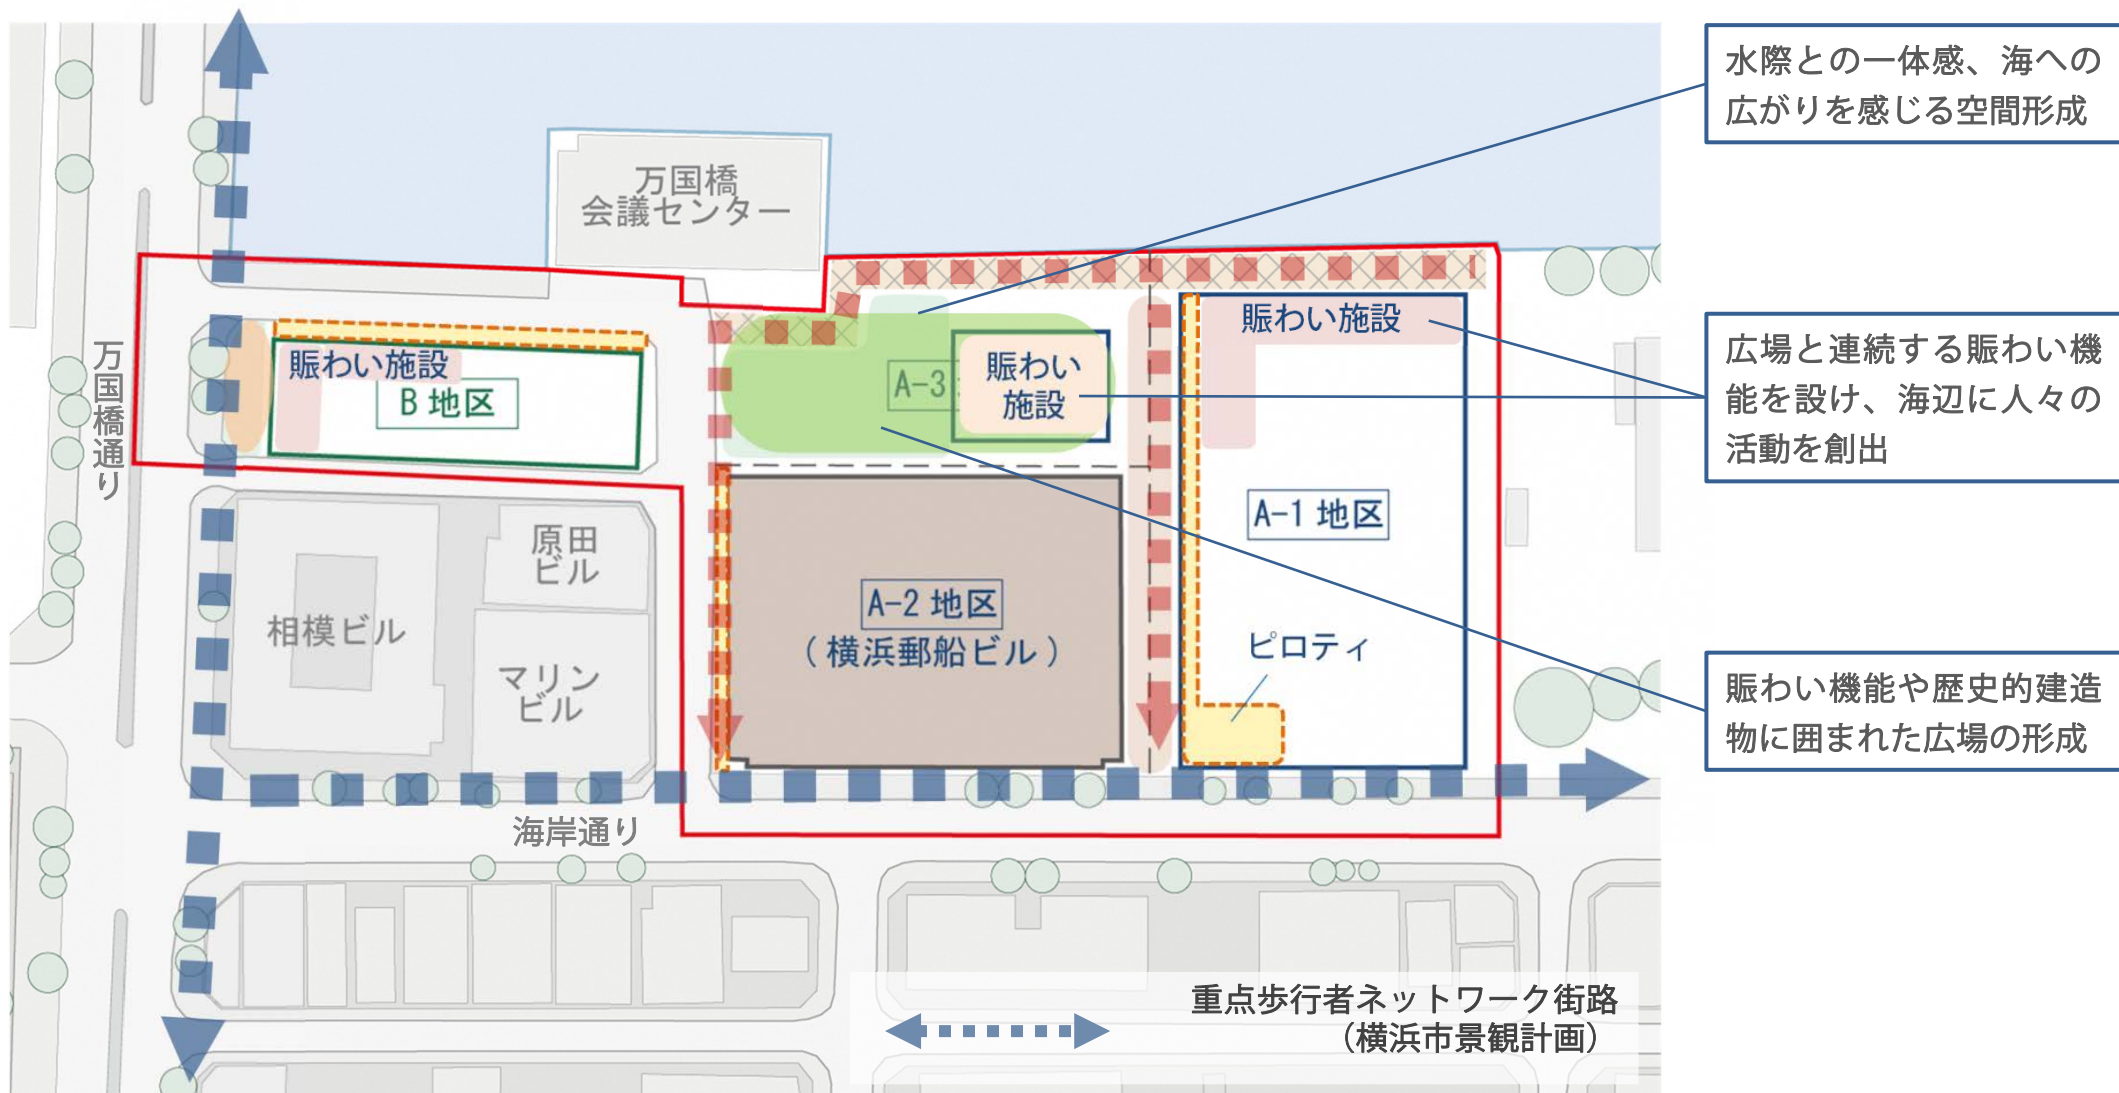 水際との一体感、海への
広がりを感じる空間形成
万国橋
会議センター
賑わい施設
広場と連続する賑わい機
能を設け、海辺に人々の
活動を創出
万国橋通り
賑わい施設
B 地区
A-3
賑わい
施設
A-1 地区
原田
ビル
相模ビル
マリン
ビル
A-2 地区
（横浜郵船ビル）
ピロティ
賑わい機能や歴史的建造
物に囲まれた広場の形成
海岸通り
重点歩行者ネットワーク街路
（横浜市景観計画）